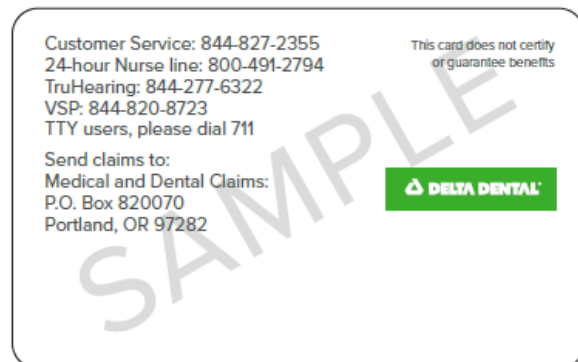 Customer Service: 844-827-2355
24-hour Nurse line: 800-491-2794
TruHearing: 844-277-6322
VSP: 844-820-8723
TTY users, please dial 711
Send claims to:
Medical and Dental Claims:
P.O. Box 820070
Portland, OR 97282
This card does not certify
or guarantee benefits
DELTA DENTAL
SAMPLE